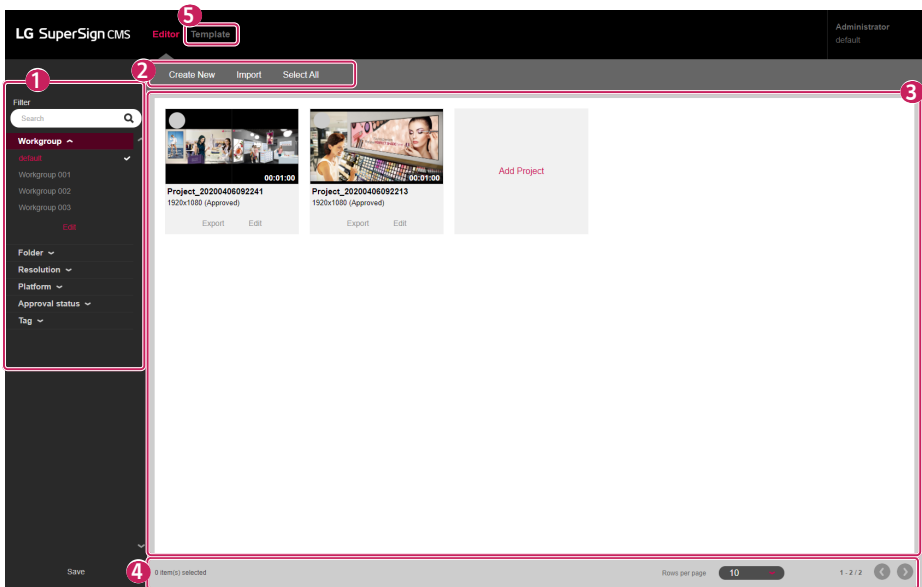 5
LG SuperSign CMS
Editor
Template
Administrator
default
2
Create New
Import
Select All
1
3
Filter
Search
Workgroup
default
Workgroup 001
Workgroup 002
Workgroup 003
Edit
Folder
Resolution
Platform
Approval status
Tag
00:01:00
Project_20200406092241
1920x1080 (Approved)
Export
Edit
00:01:00
Project_20200406092213
1920x1080 (Approved)
Export
Edit
Add Project
Save
4
0 item(s) selected
Rows per page
10
1 - 2 / 2